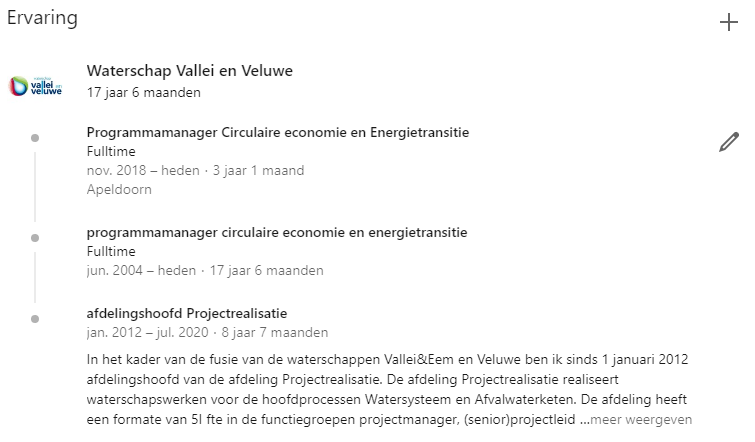 Ervaring
Waterschap Vallei en Veluwe
vallei en
veluwe
17 jaar 6 maanden
Programmamanager Circulaire economie en Energietransitie
Fulltime
nov. 2018 – heden · 3 jaar 1 maand
Apeldoorn
programmamanager circulaire economie en energietransitie
Fulltime
jun. 2004 – heden · 17 jaar 6 maanden
afdelingshoofd Projectrealisatie
jan. 2012 – jul. 2020 · 8 jaar 7 maanden
In het kader van de fusie van de waterschappen Vallei&Eem en Veluwe ben ik sinds 1 januari 2012
afdelingshoofd van de afdeling Projectrealisatie. De afdeling Projectrealisatie realiseert
waterschapswerken voor de hoofdprocessen Watersysteem en Afvalwaterketen. De afdeling heeft
een formate van 5l fte in de functiegroepen projectmanager, (senior)projectleid ...meer weergeven